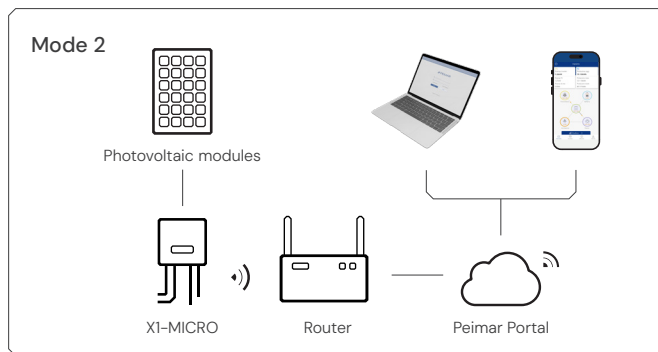 Mode 2
Photovoltaic modules
X1-MICRO
Router
Peimar Portal